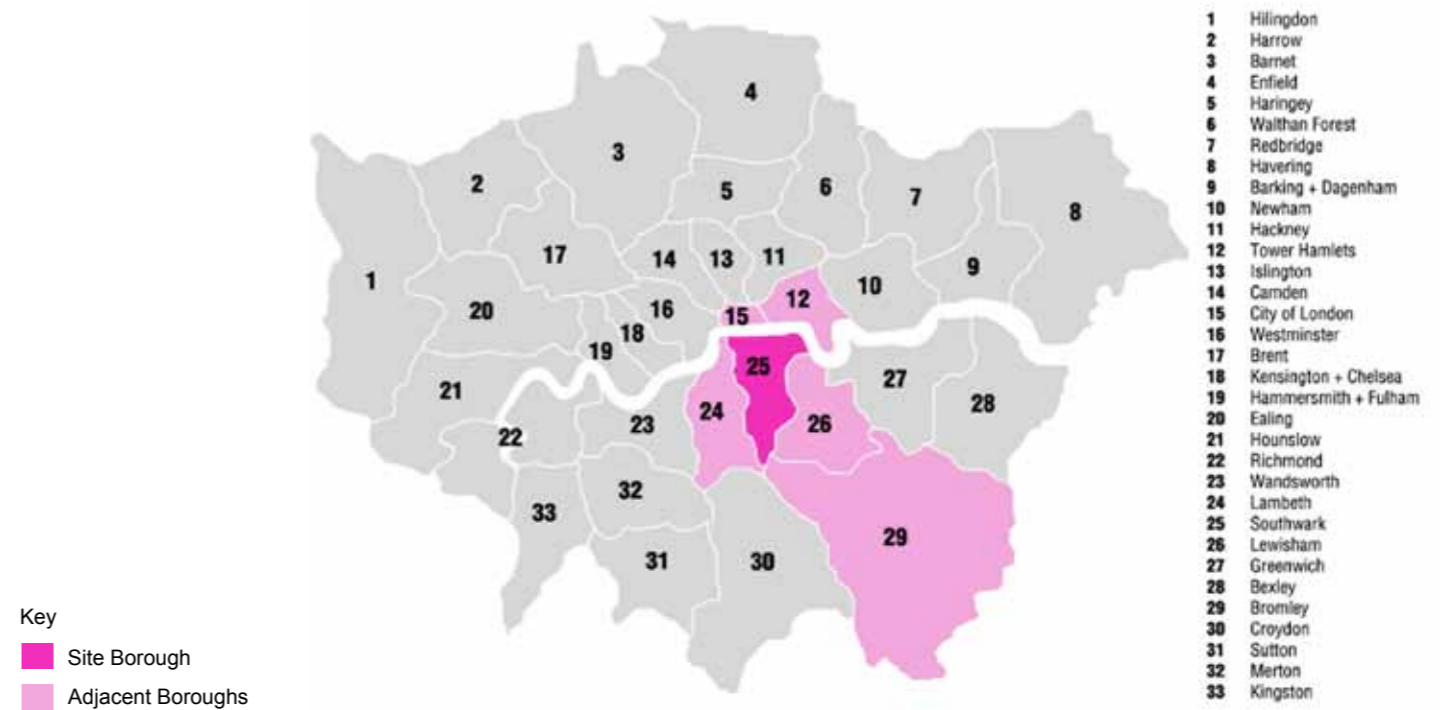 4
3
6
2
5
7
8
17
14
13
11
1
9
10
12
16
20
15
18
19
25
27
21
28
24
26
23
22
32
33
29
31
30
1 Hilingdon
2 Harrow
3 Barnet
4 Enfield
5 Haringey
6 Walthan Forest
7 Redbridge
8 Havering
9 Barking + Dagenham
10 Newham
11 Hackney
12 Tower Hamlets
13 Islington
14 Camden
15 City of London
16 Westminster
17 Brent
18 Kensington + Chelsea
19 Hammersmith + Fulham
20 Ealing
21 Hounslow
22 Richmond
23 Wandsworth
24 Lambeth
25 Southwark
26 Lewisham
27 Greenwich
28 Bexley
29 Bromley
30 Croydon
31 Sutton
32 Merton
33 Kingston
Key
Site Borough
Adjacent Boroughs